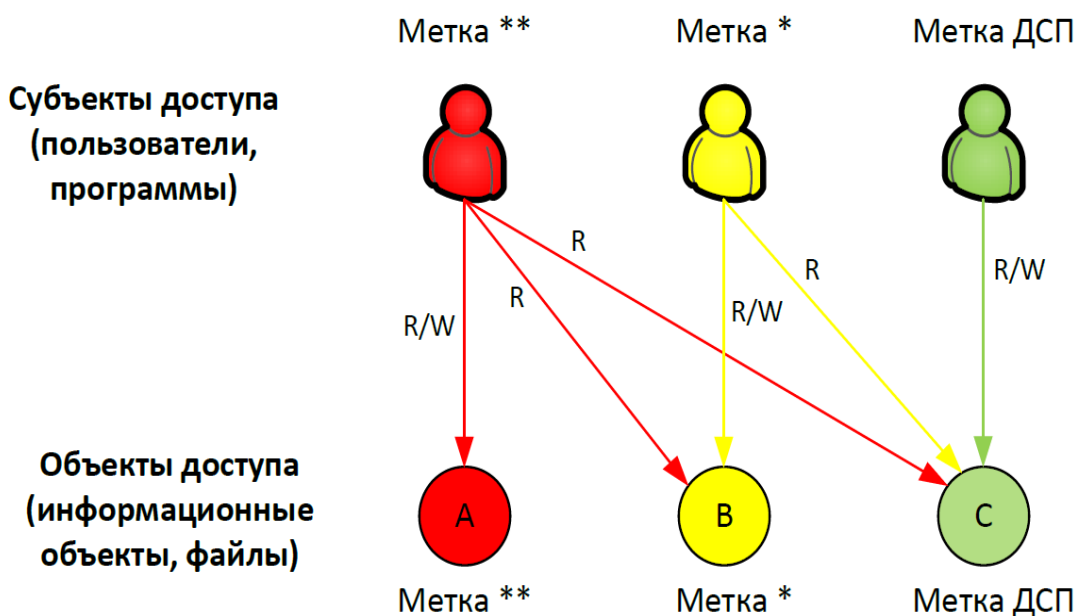 Метка **
Метка *
Метка ДСП
Субъекты доступа
(пользователи,
программы)
R
R
R
R/W
R/W
R/W
Объекты доступа
(информационные
объекты, файлы)
A
B
C
Метка **
Метка *
Метка ДСП